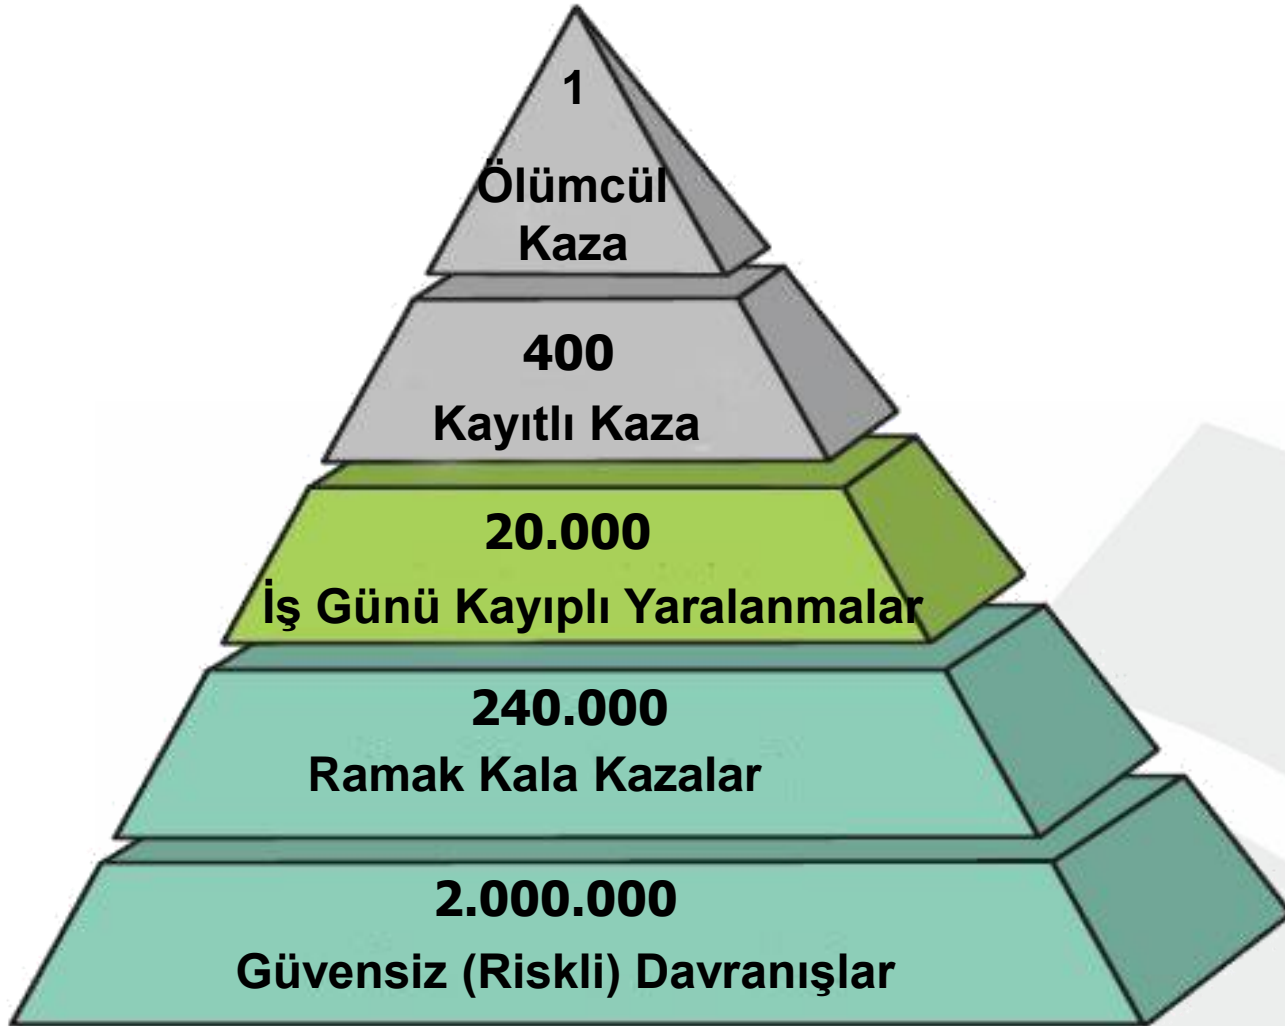 1
Ölümcül
Kaza
400
Kayıtlı Kaza
20.000
İş Günü Kayıplı Yaralanmalar
240.000
Ramak Kala Kazalar
2.000.000
Güvensiz (Riskli) Davranışlar